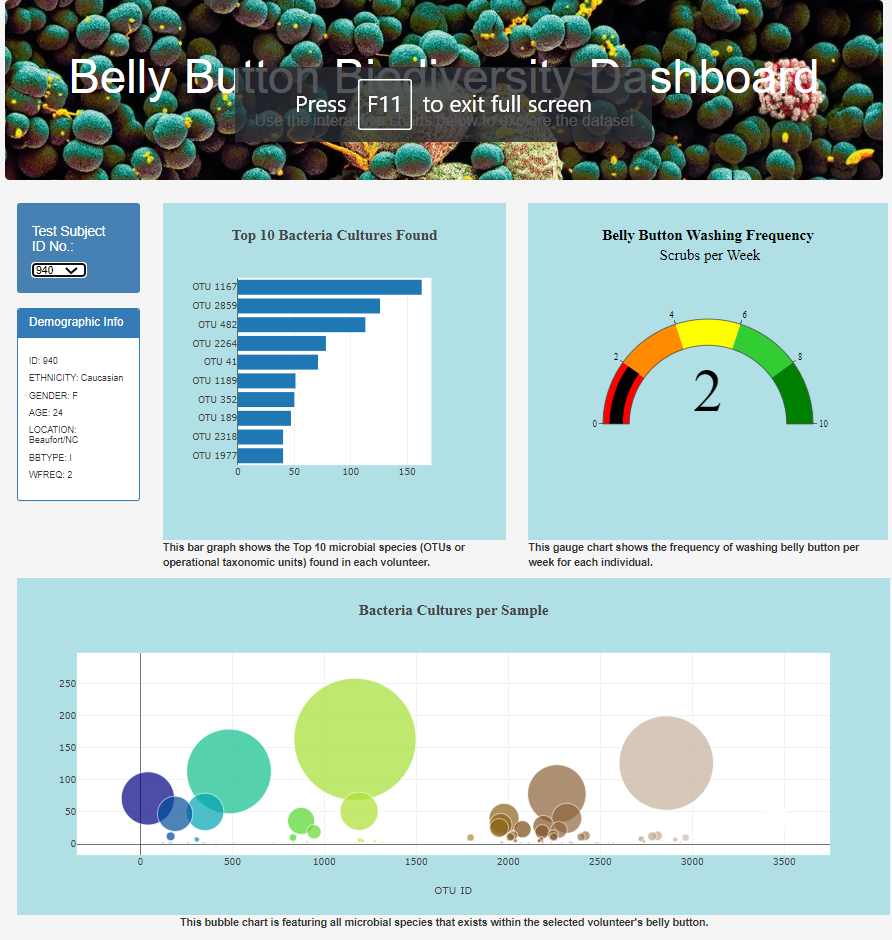 Belly Button Biodiversity Dashboard
Press F11 to exit full screen
Use the interactive charts below to explore the dataset
Test Subject
ID No.:
940
Demographic Info
ID: 940
ETHNICITY: Caucasian
GENDER: F
AGE: 24
LOCATION:
Beaufort/NC
BBTYPE: I
WFREQ: 2
Top 10 Bacteria Cultures Found
OTU 1167
OTU 2859
OTU 482
OTU 2264
OTU 41
OTU 1189
OTU 352
OTU 189
OTU 2318
OTU 1977
0 50 100 150
This bar graph shows the Top 10 microbial species (OTUs or
operational taxonomic units) found in each volunteer.
Belly Button Washing Frequency
Scrubs per Week
4 6
2 8
2
0 10
This gauge chart shows the frequency of washing belly button per
week for each individual.
Bacteria Cultures per Sample
250
200
150
100
50
0
0 500 1000 1500 2000 2500 3000 3500
OTU ID
This bubble chart is featuring all microbial species that exists within the selected volunteer's belly button.